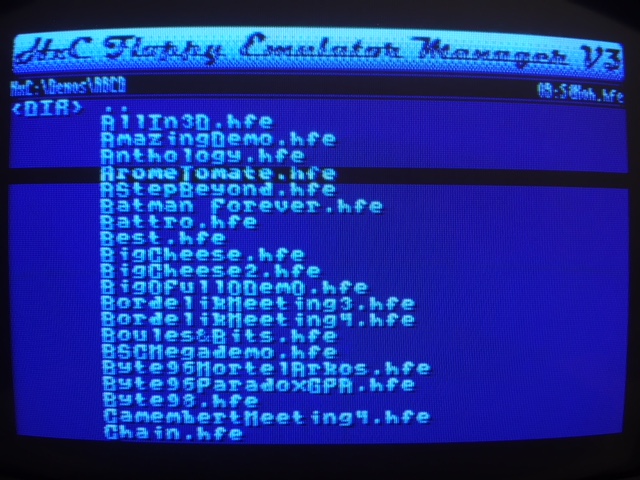 HxC Floppy Emulator Manager V3
HxC:\Demos\ABCD
<DIR> ..
AllIn3D.hfe
AmazingDemo.hfe
Anthology.hfe
AromeTomate.hfe
AStepBeyond.hfe
Batman Forever.hfe
Battro.hfe
Best.hfe
BigCheese.hfe
BigCheese2.hfe
BigOfullODemO.hfe
BordelikMeeting3.hfe
BordelikMeeting4.hfe
Boules&Bits.hfe
BSCMegademo.hfe
Byte96MortelArkos.hfe
Byte96ParadoxGPA.hfe
Byte98.hfe
CamembertMeeting4.hfe
Chain.hfe